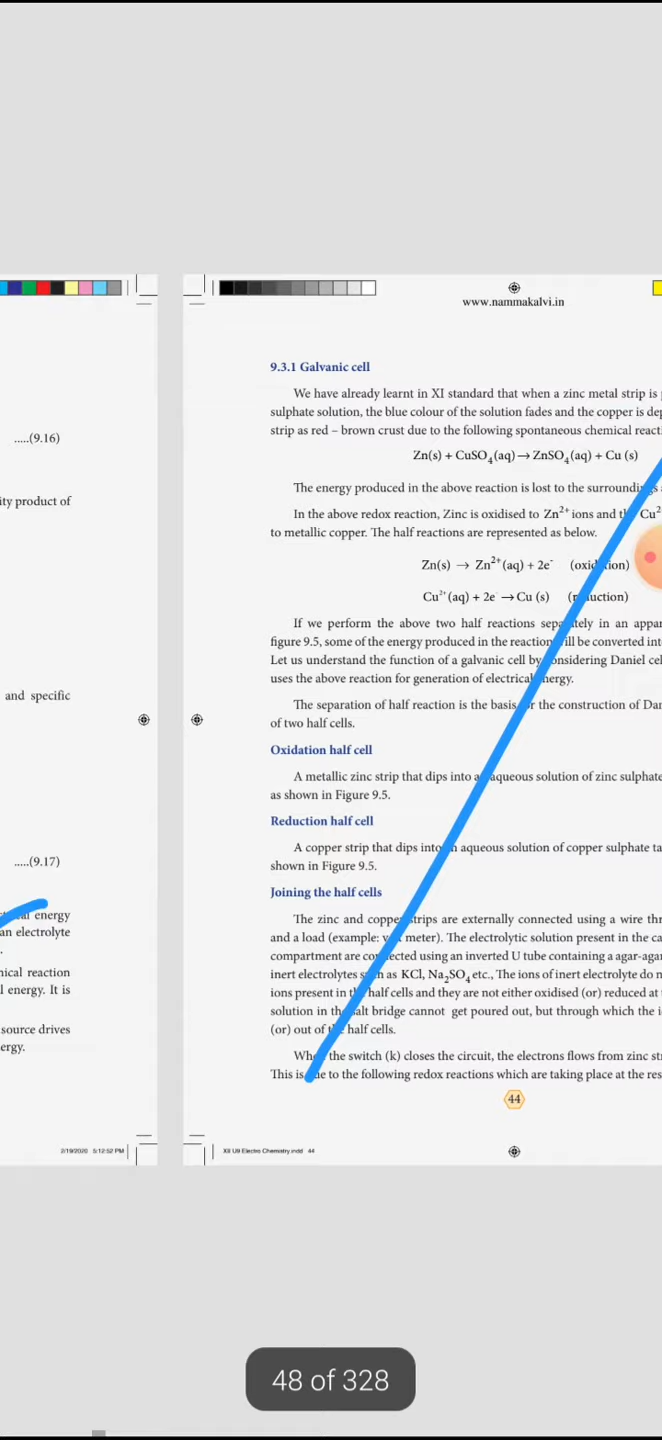 www.nammakalvi.in
.....(9.16)
ity product of
and specific
.....(9.17)
energy
an electrolyte
.
nical reaction
l energy. It is
source drives
ergy.
2/19/2020 5:12:52 PM
9.3.1 Galvanic cell
We have already learnt in XI standard that when a zinc metal strip is
sulphate solution, the blue colour of the solution fades and the copper is de
strip as red – brown crust due to the following spontaneous chemical reacti
Zn(s) + CuSO₄(aq) → ZnSO₄(aq) + Cu (s)
The energy produced in the above reaction is lost to the surroundings
In the above redox reaction, Zinc is oxidised to Zn²⁺ ions and Cu²
to metallic copper. The half reactions are represented as below.
Zn(s) → Zn²⁺(aq) + 2e⁻ (oxidation)
Cu²⁺(aq) + 2e⁻ → Cu (s) (reduction)
If we perform the above two half reactions separately in an appar
figure 9.5, some of the energy produced in the reaction will be converted int
Let us understand the function of a galvanic cell by considering Daniel cel
uses the above reaction for generation of electrical energy.
The separation of half reaction is the basis for the construction of Dan
of two half cells.
Oxidation half cell
A metallic zinc strip that dips into an aqueous solution of zinc sulphate
as shown in Figure 9.5.
Reduction half cell
A copper strip that dips into an aqueous solution of copper sulphate ta
shown in Figure 9.5.
Joining the half cells
The zinc and copper strips are externally connected using a wire thr
and a load (example: volt meter). The electrolytic solution present in the ca
compartment are connected using an inverted U tube containing a agar-agar
inert electrolytes such as KCl, Na₂SO₄ etc., The ions of inert electrolyte do n
ions present in the half cells and they are not either oxidised (or) reduced at
solution in the salt bridge cannot get poured out, but through which the i
(or) out of the half cells.
When the switch (k) closes the circuit, the electrons flows from zinc str
This is due to the following redox reactions which are taking place at the res
44
XII U9 Electro Chemistry.indd 44
48 of 328